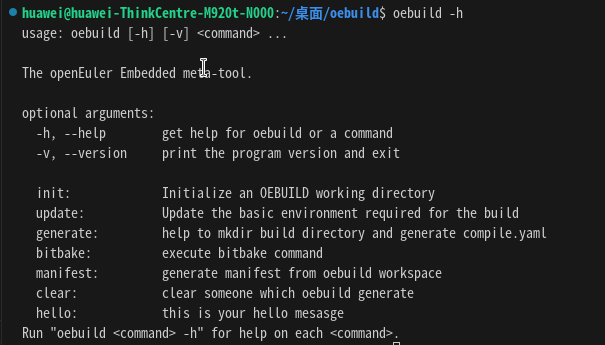 huawei@huawei-ThinkCentre-M920t-N000:~/桌面/oebuild$ oebuild -h
usage: oebuild [-h] [-v] <command> ...
The openEuler Embedded meta-tool.
optional arguments:
-h, --help get help for oebuild or a command
-v, --version print the program version and exit
init: Initialize an OEBUILD working directory
update: Update the basic environment required for the build
generate: help to mkdir build directory and generate compile.yaml
bitbake: execute bitbake command
manifest: generate manifest from oebuild workspace
clear: clear someone which oebuild generate
hello: this is your hello mesasge
Run "oebuild <command> -h" for help on each <command>.